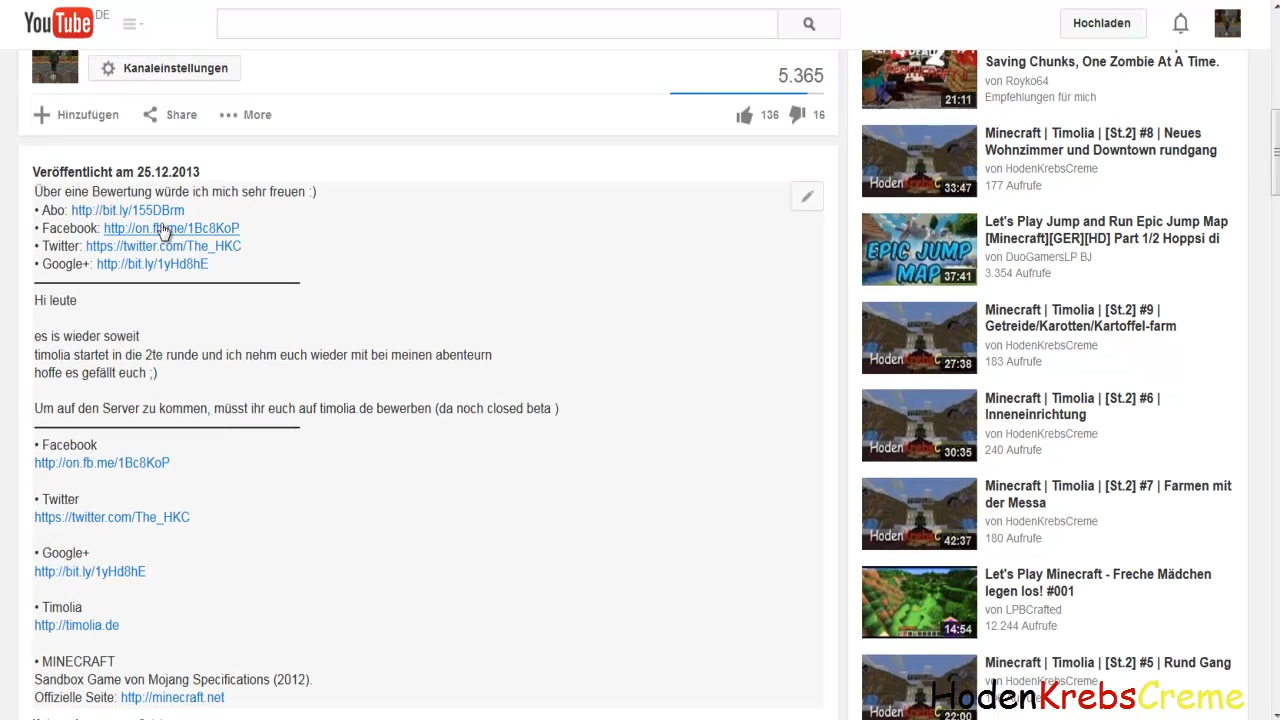 YouTube DE
Hochladen
Kanaleinstellungen
5.365
Hinzufügen Share More
136 16
Veröffentlicht am 25.12.2013
Über eine Bewertung würde ich mich sehr freuen :)
• Abo: http://bit.ly/155DBrm
• Facebook: http://on.fb.me/1Bc8KoP
• Twitter: https://twitter.com/The_HKC
• Google+: http://bit.ly/1yHd8hE
Hi leute
es is wieder soweit
timolia startet in die 2te runde und ich nehm euch wieder mit bei meinen abenteurn
hoffe es gefällt euch ;)
Um auf den Server zu kommen, müsst ihr euch auf timolia.de bewerben (da noch closed beta )
• Facebook
http://on.fb.me/1Bc8KoP
• Twitter
https://twitter.com/The_HKC
• Google+
http://bit.ly/1yHd8hE
• Timolia
http://timolia.de
• MINECRAFT
Sandbox Game von Mojang Specifications (2012).
Offizielle Seite: http://minecraft.net
Saving Chunks, One Zombie At A Time.
von Royko64
Empfehlungen für mich
21:11
Minecraft | Timolia | [St.2] #8 | Neues
Wohnzimmer und Downtown rundgang
von HodenKrebsCreme
177 Aufrufe
33:47
Let's Play Jump and Run Epic Jump Map
[Minecraft][GER][HD] Part 1/2 Hoppsi di
von DuoGamersLP BJ
3.354 Aufrufe
EPIC JUMP
MAP
37:41
Minecraft | Timolia | [St.2] #9 |
Getreide/Karotten/Kartoffel-farm
von HodenKrebsCreme
183 Aufrufe
27:38
Minecraft | Timolia | [St.2] #6 |
Inneneinrichtung
von HodenKrebsCreme
240 Aufrufe
30:35
Minecraft | Timolia | [St.2] #7 | Farmen mit
der Messa
von HodenKrebsCreme
180 Aufrufe
42:37
Let's Play Minecraft - Freche Mädchen
legen los! #001
von LPBCrafted
12.244 Aufrufe
14:54
Minecraft | Timolia | [St.2] #5 | Rund Gang
von HodenKrebsCreme
22:00
HodenKrebsCreme